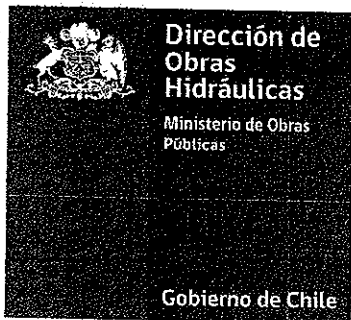 Dirección de
Obras
Hidráulicas
Ministerio de Obras
Públicas
Gobierno de Chile